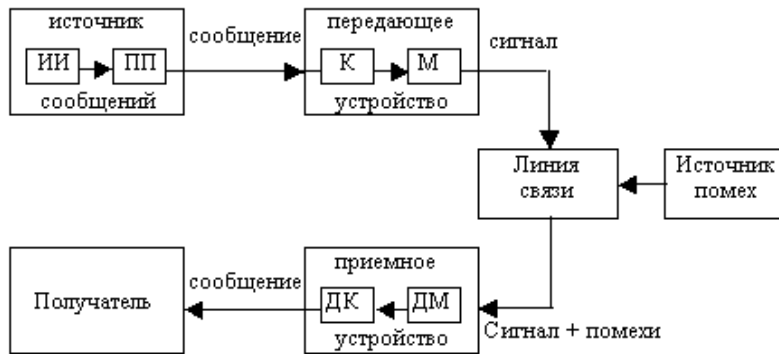 источник
ИИ
ПП
сообщений
сообщение
передающее
К
М
устройство
сигнал
Линия
связи
Источник
помех
Получатель
сообщение
приемное
ДК
ДМ
устройство
Сигнал + помехи